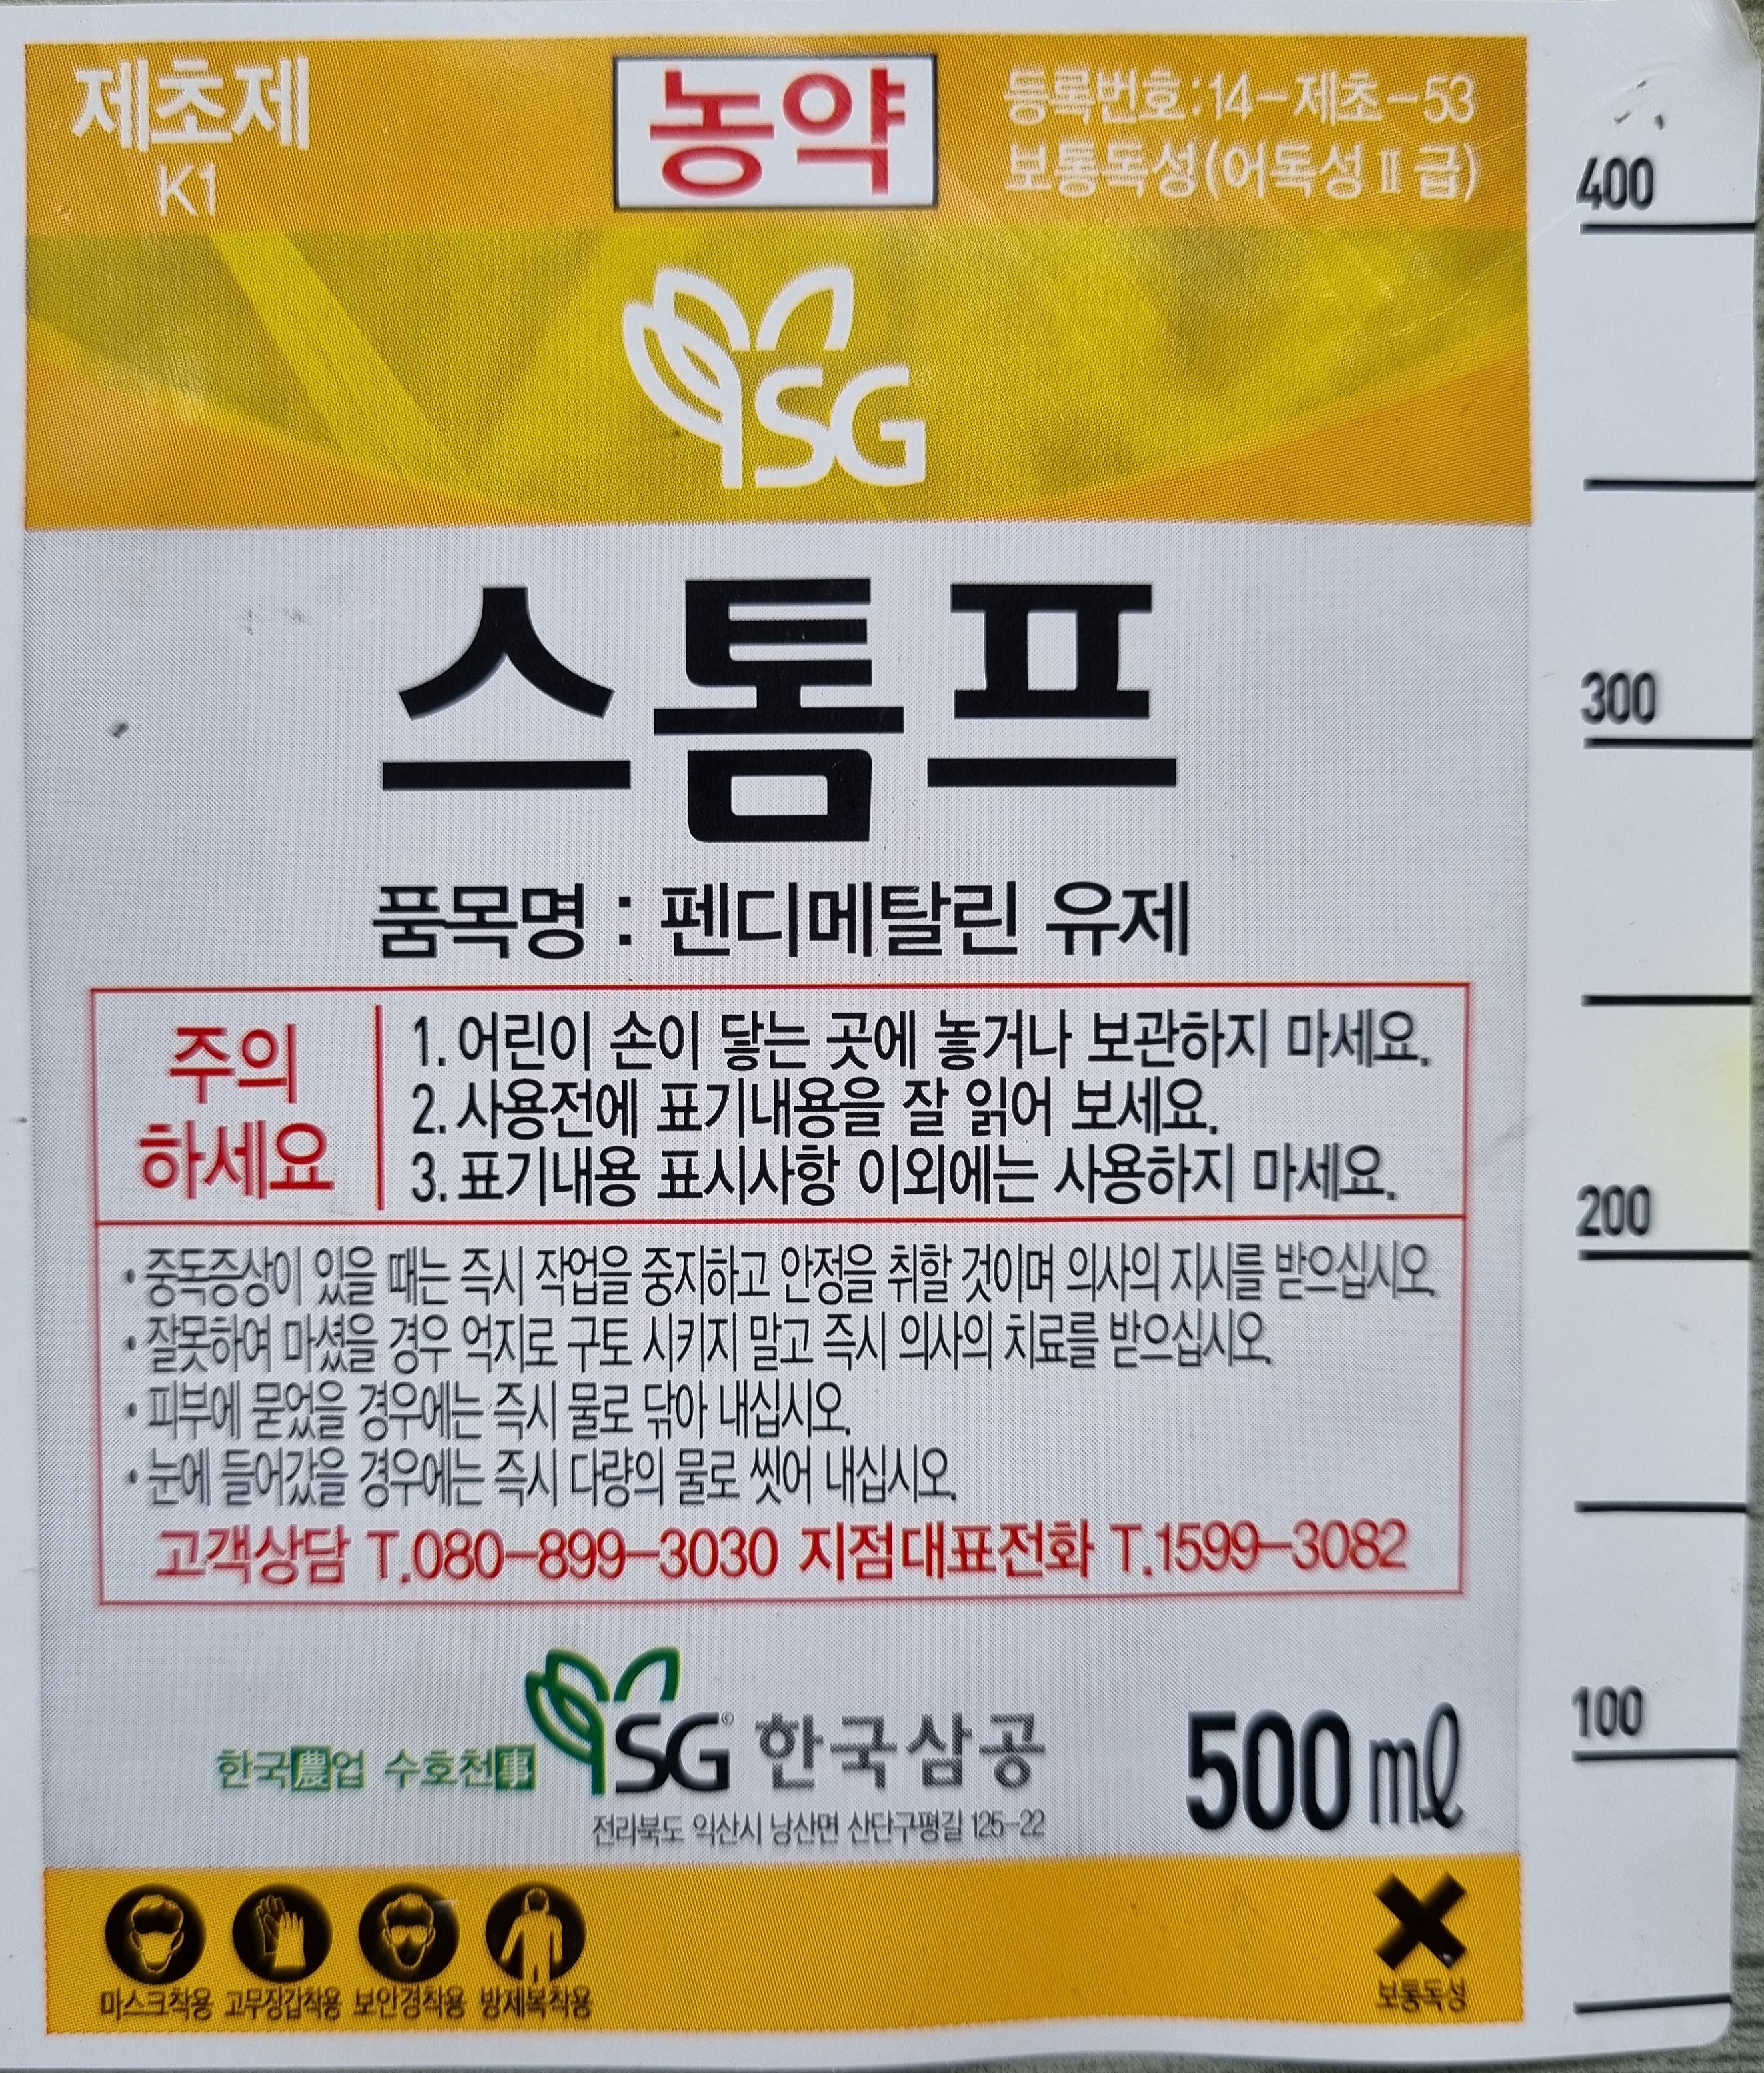 제초제
K1
농약
등록번호:14-제초-53
보통독성(어독성Ⅱ급)
SG
스톰프
품목명 : 펜디메탈린 유제
주의
하세요
1. 어린이 손이 닿는 곳에 놓거나 보관하지 마세요.
2. 사용전에 표기내용을 잘 읽어 보세요.
3. 표기내용 표시사항 이외에는 사용하지 마세요.
• 중독증상이 있을 때는 즉시 작업을 중지하고 안정을 취할 것이며 의사의 지시를 받으십시오.
• 잘못하여 마셨을 경우 억지로 구토 시키지 말고 즉시 의사의 치료를 받으십시오.
• 피부에 묻었을 경우에는 즉시 물로 닦아 내십시오.
• 눈에 들어갔을 경우에는 즉시 다량의 물로 씻어 내십시오.
고객상담 T.080-899-3030 지점대표전화 T.1599-3082
한국農업 수호천事
SG© 한국삼공
전라북도 익산시 낭산면 산단구평길 125-22
500㎖
마스크착용 고무장갑착용 보안경착용 방제복착용
보통독성
400
300
200
100